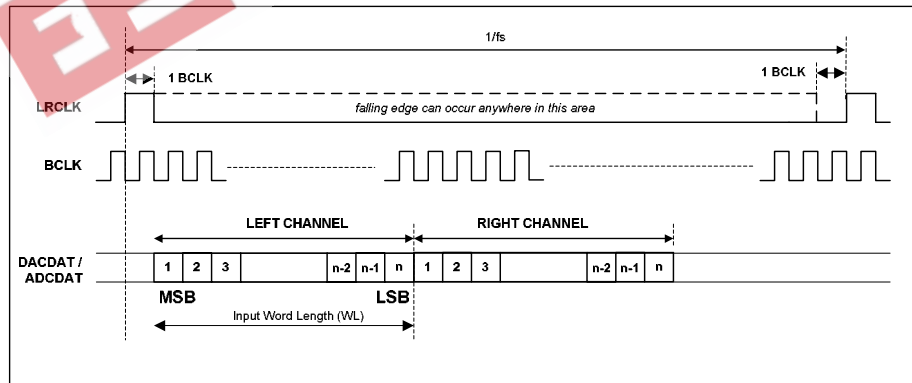 1/fs
1 BCLK
1 BCLK
LRCLK
falling edge can occur anywhere in this area
BCLK
LEFT CHANNEL
RIGHT CHANNEL
DACDAT /
ADCDAT
1 2 3 n-2 n-1 n 1 2 3 n-2 n-1 n
MSB
LSB
Input Word Length (WL)